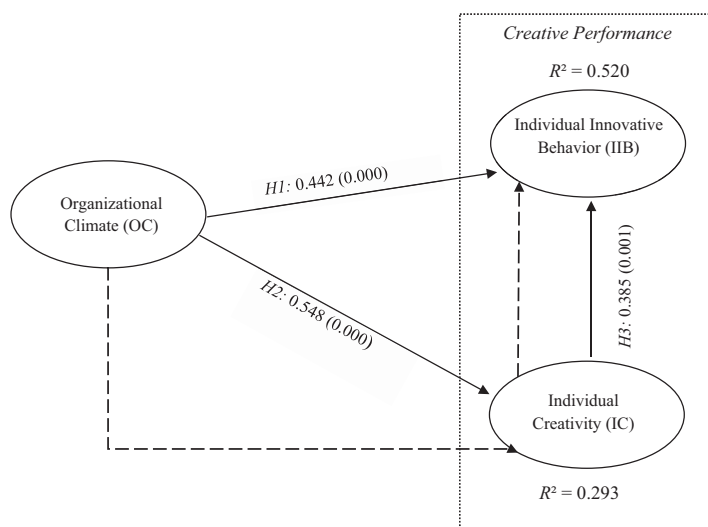 Creative Performance
R² = 0.520
Individual Innovative
Behavior (IIB)
H1: 0.442 (0.000)
Organizational
Climate (OC)
H2: 0.548 (0.000)
H3: 0.385 (0.001)
Individual
Creativity (IC)
R² = 0.293